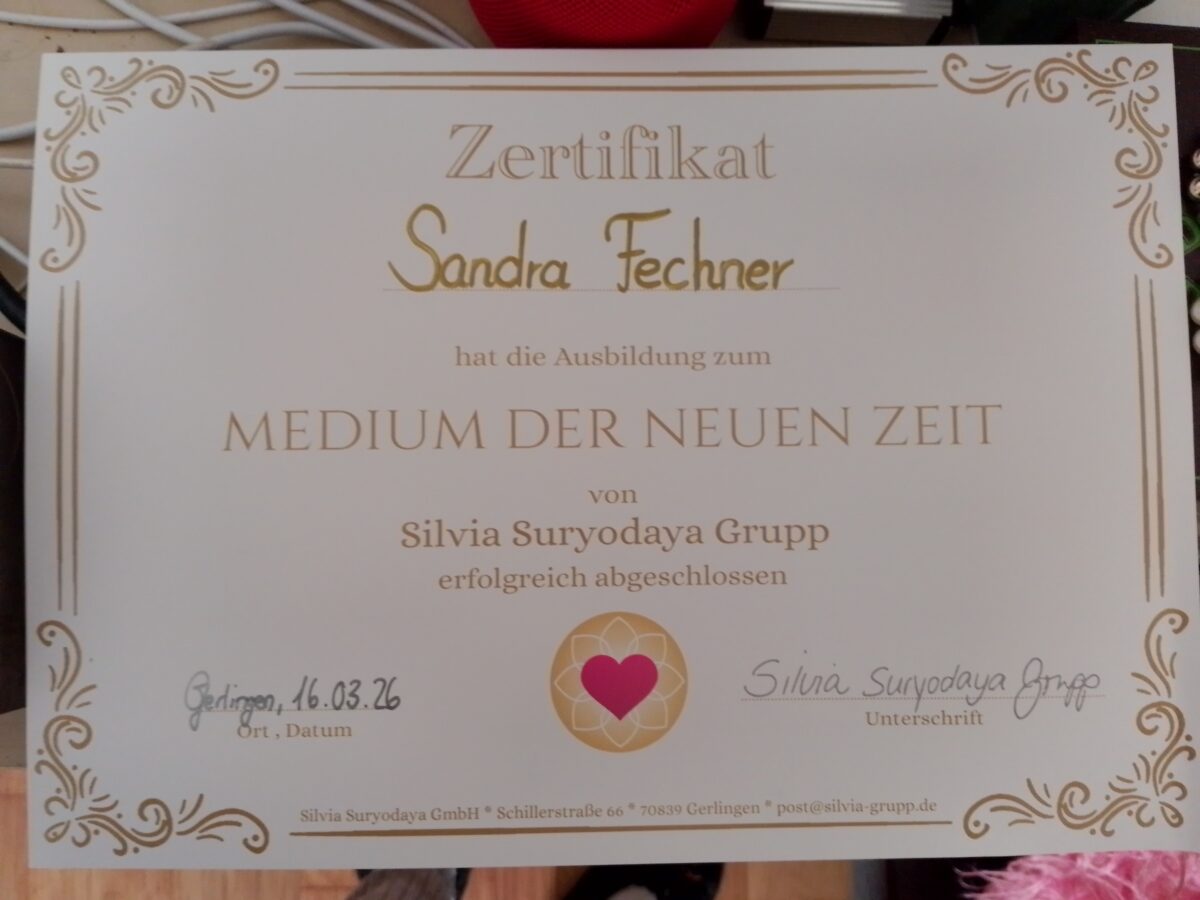 Zertifikat
Sandra Fechner
hat die Ausbildung zum
MEDIUM DER NEUEN ZEIT
von
Silvia Suryodaya Grupp
erfolgreich abgeschlossen
Gerlingen, 16.03.26
Ort , Datum
Silvia Suryodaya Grupp
Unterschrift
Silvia Suryodaya GmbH * Schillerstraße 66 * 70839 Gerlingen * post@silvia-grupp.de